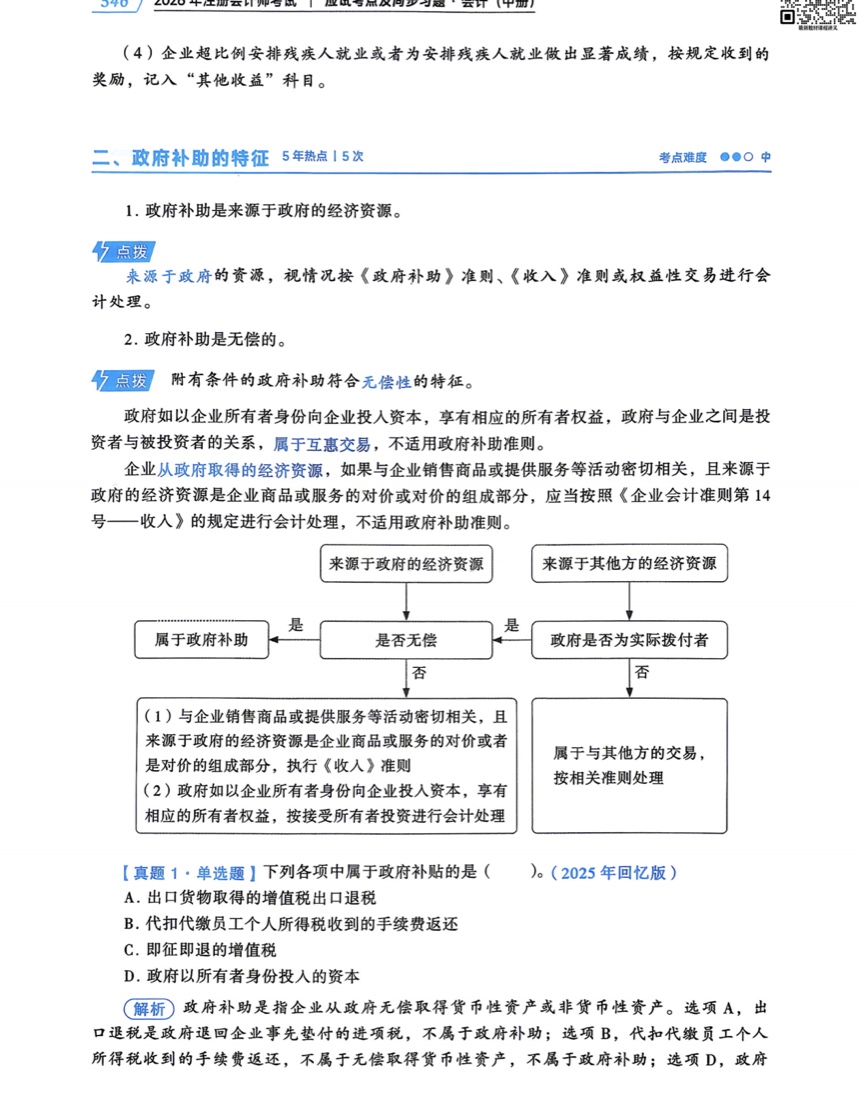 546 2026年注册会计师考试 | 应试考点及同步习题·会计（中册）
（4）企业超比例安排残疾人就业或者为安排残疾人就业做出显著成绩，按规定收到的
奖励，记入“其他收益”科目。
二、政府补助的特征 5年热点 | 5次 考点难度 中
1. 政府补助是来源于政府的经济资源。
点拨
来源于政府的资源，视情况按《政府补助》准则、《收入》准则或权益性交易进行会
计处理。
2. 政府补助是无偿的。
点拨 附有条件的政府补助符合无偿性的特征。
政府如以企业所有者身份向企业投入资本，享有相应的所有者权益，政府与企业之间是投
资者与被投资者的关系，属于互惠交易，不适用政府补助准则。
企业从政府取得的经济资源，如果与企业销售商品或提供服务等活动密切相关，且来源于
政府的经济资源是企业商品或服务的对价或对价的组成部分，应当按照《企业会计准则第 14
号——收入》的规定进行会计处理，不适用政府补助准则。
来源于政府的经济资源 来源于其他方的经济资源
属于政府补助 是 是否无偿 是 政府是否为实际拨付者
否 否
（1）与企业销售商品或提供服务等活动密切相关，且
来源于政府的经济资源是企业商品或服务的对价或者
是对价的组成部分，执行《收入》准则
（2）政府如以企业所有者身份向企业投入资本，享有
相应的所有者权益，按接受所有者投资进行会计处理
属于与其他方的交易，
按相关准则处理
【真题 1·单选题】下列各项中属于政府补贴的是（ ）。（2025 年回忆版）
A. 出口货物取得的增值税出口退税
B. 代扣代缴员工个人所得税收到的手续费返还
C. 即征即退的增值税
D. 政府以所有者身份投入的资本
解析 政府补助是指企业从政府无偿取得货币性资产或非货币性资产。选项 A，出
口退税是政府退回企业事先垫付的进项税，不属于政府补助；选项 B，代扣代缴员工个人
所得税收到的手续费返还，不属于无偿取得货币性资产，不属于政府补助；选项 D，政府